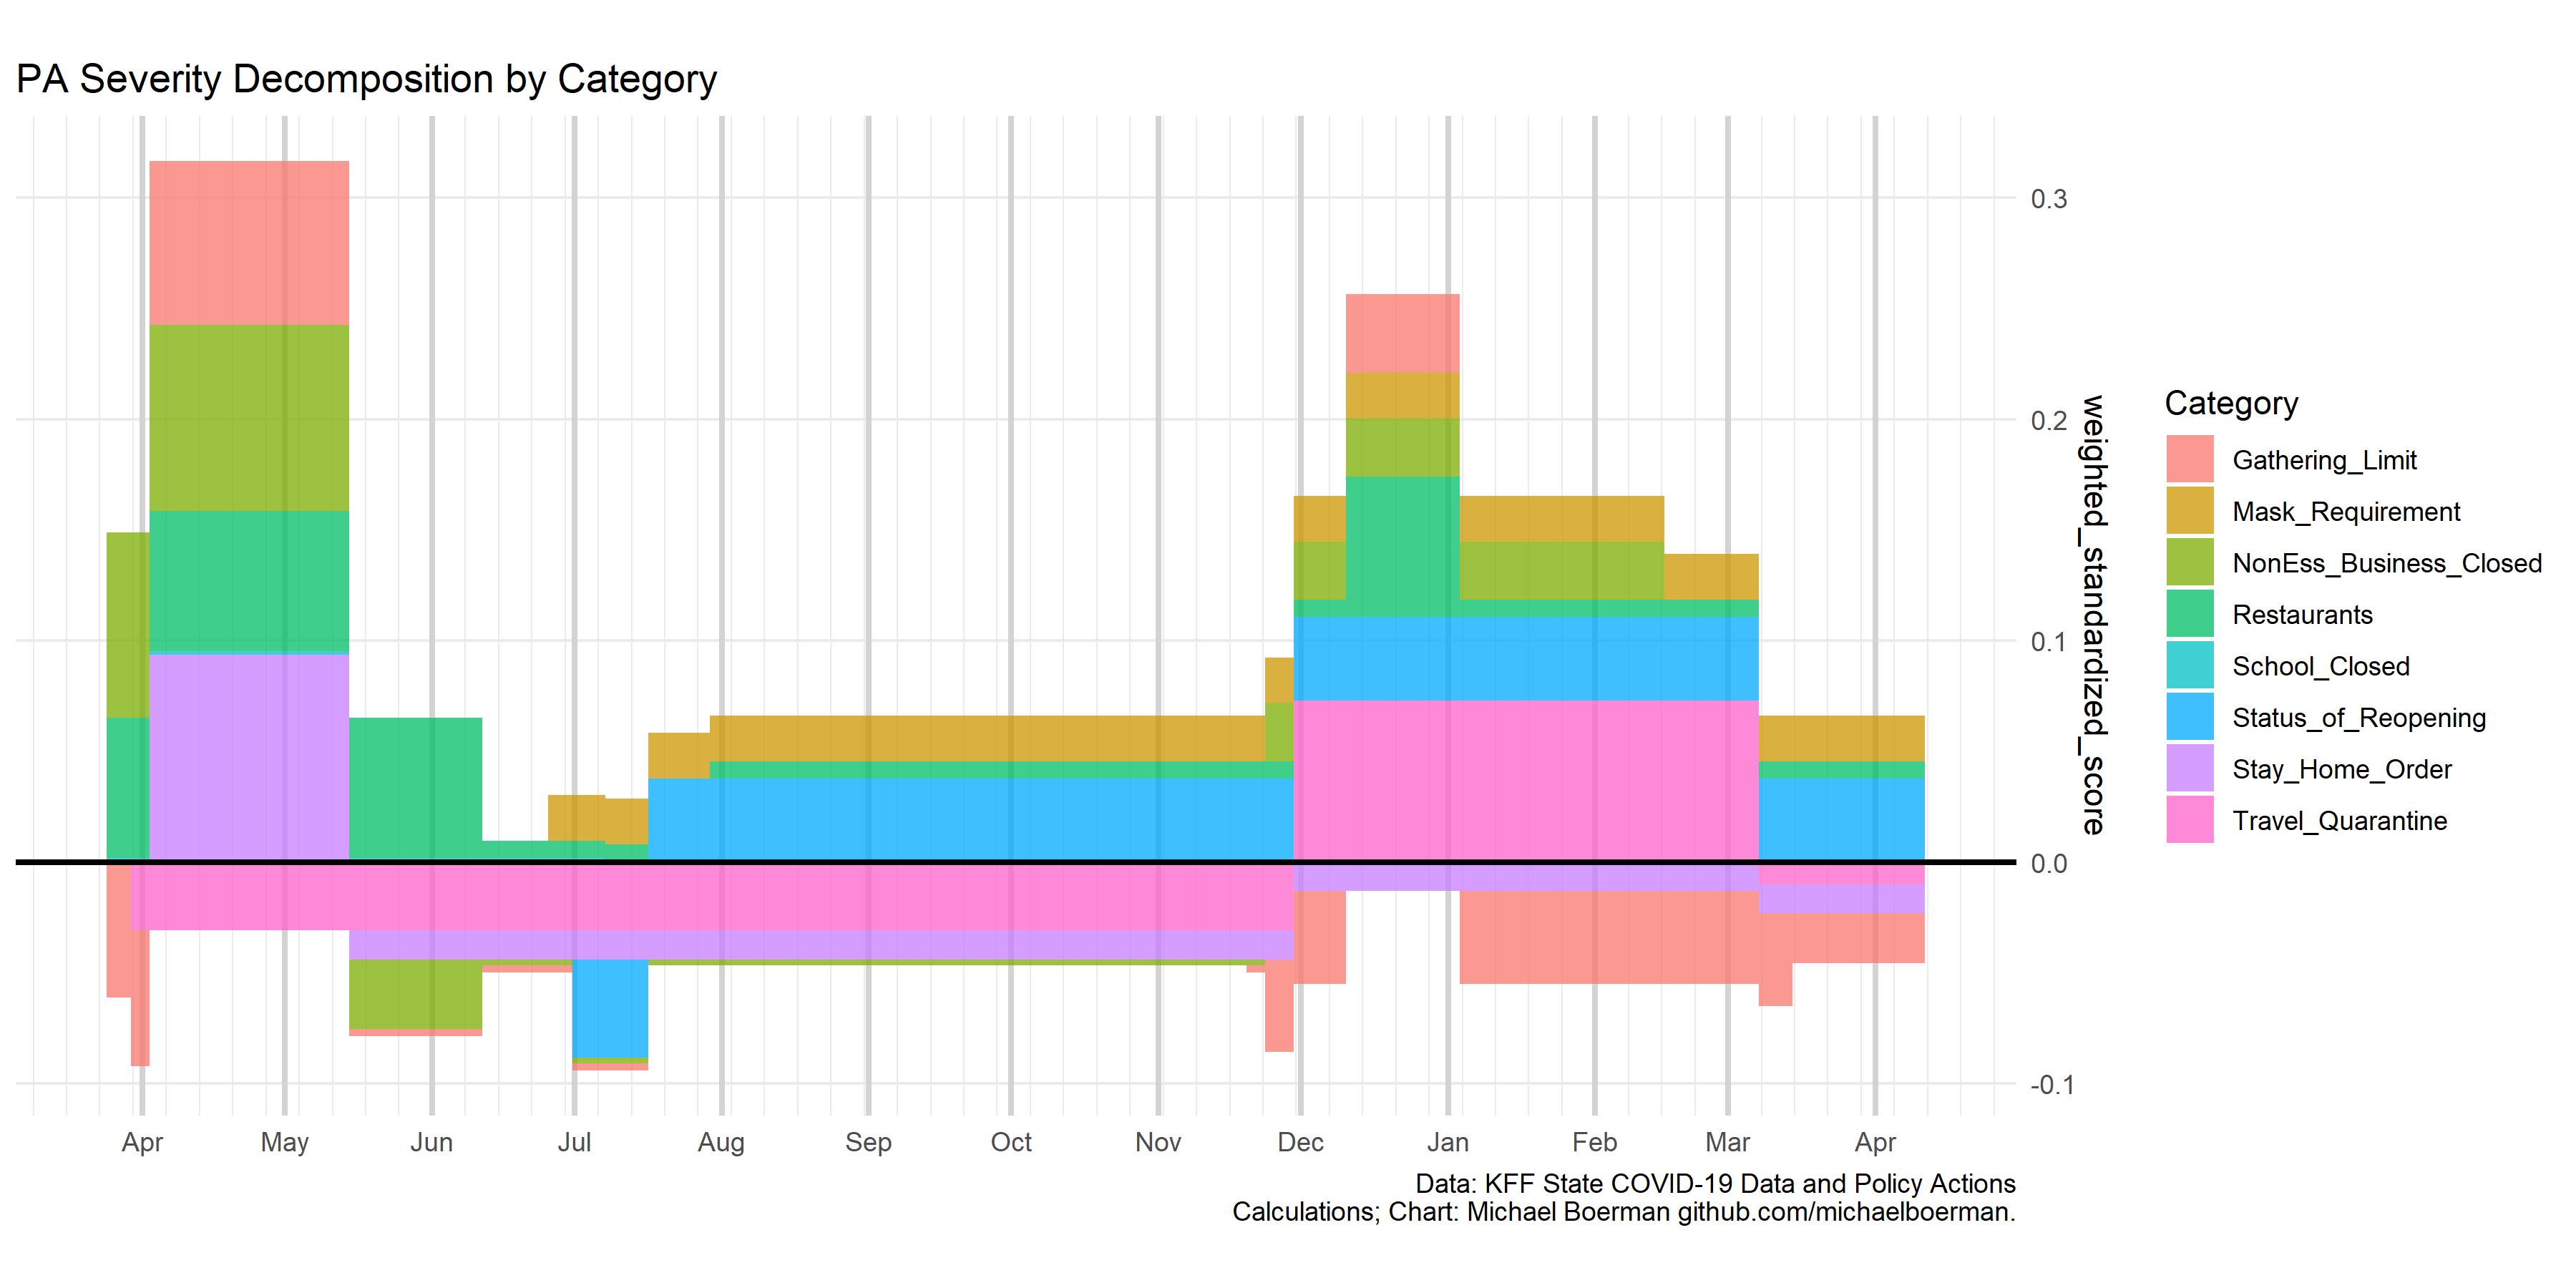 PA Severity Decomposition by Category
0.3
0.2
0.1
0.0
-0.1
weighted_standardized_score
Category
Gathering_Limit
Mask_Requirement
NonEss_Business_Closed
Restaurants
School_Closed
Status_of_Reopening
Stay_Home_Order
Travel_Quarantine
Apr May Jun Jul Aug Sep Oct Nov Dec Jan Feb Mar Apr
Data: KFF State COVID-19 Data and Policy Actions
Calculations; Chart: Michael Boerman github.com/michaelboerman.